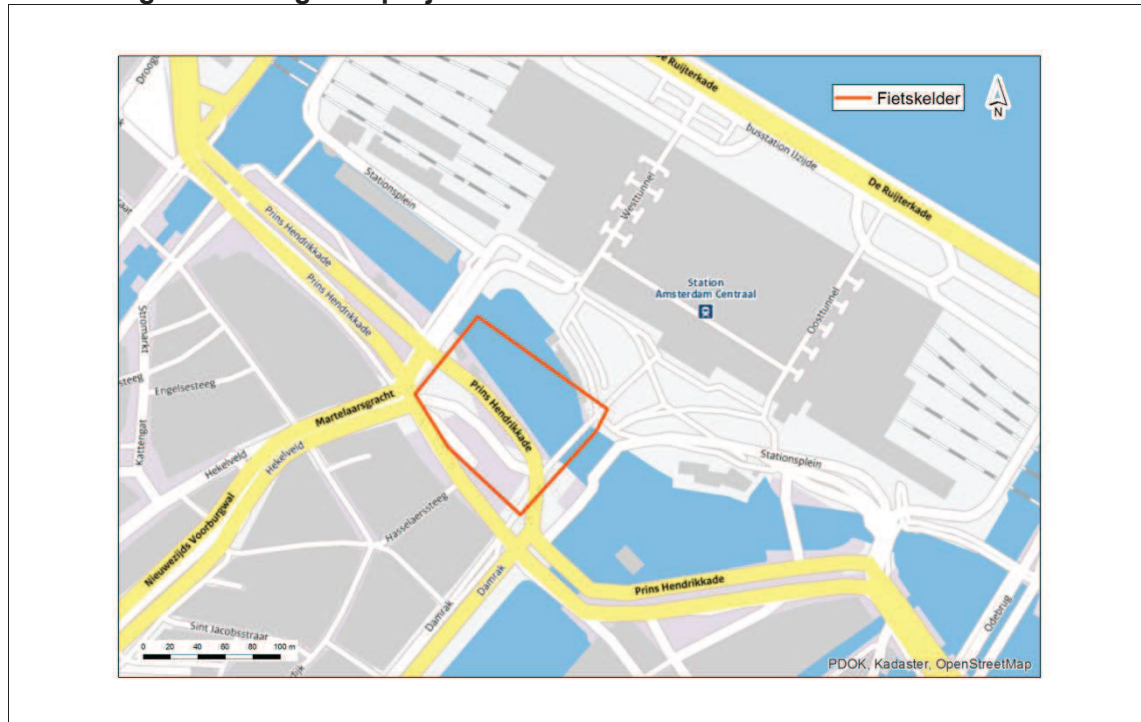 De Ruijterkade
Fietskelder
N
busstation IJzijde
Westtunnel
De Ruijterkade
Stationsplein
Prins Hendrikkade
Prins Hendrikkade
Station
Amsterdam Centraal
Oosttunnel
Stromarkt
Engelsesteeg
steeg
Kattengat
Martelaarsgracht
Prins Hendrikkade
Hekelveld
Hekelveld
Stationsplein
Nieuwezijds Voorburgwal
Hasselaerssteeg
Damrak
Damrak
Prins Hendrikkade
Odebrug
Sint Jacobsstraat
0 20 40 60 80 100 m
dijk
PDOK, Kadaster, OpenStreetMap